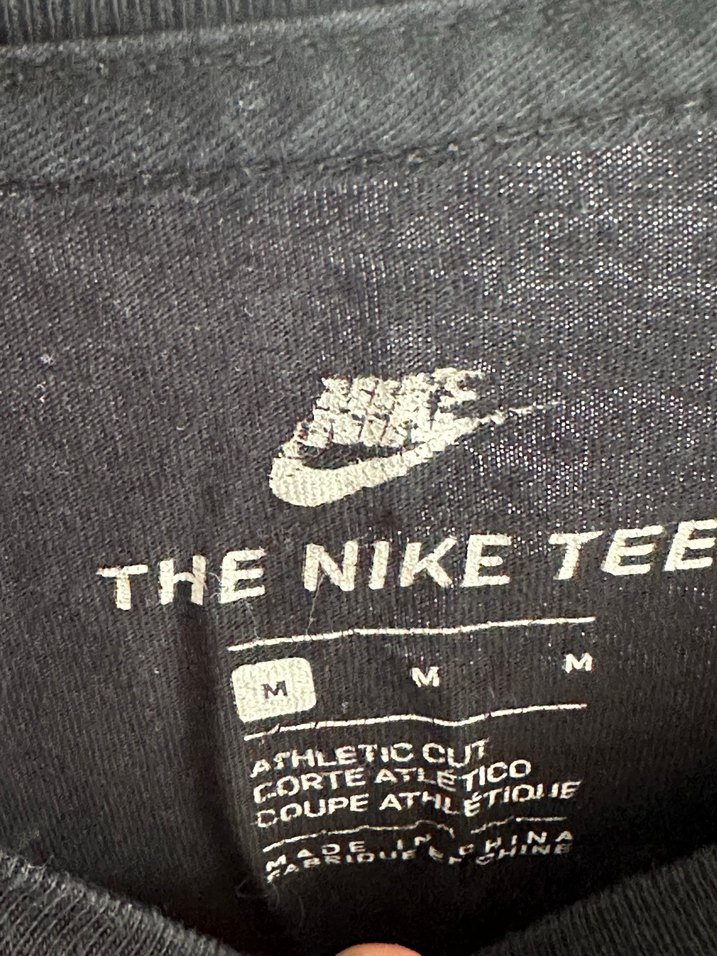 NIKE
THE NIKE TEE
M M M
ATHLETIC CUT
CORTE ATLÉTICO
COUPE ATHLÉTIQUE
MADE IN CHINA
FABRIQUÉ EN CHINE